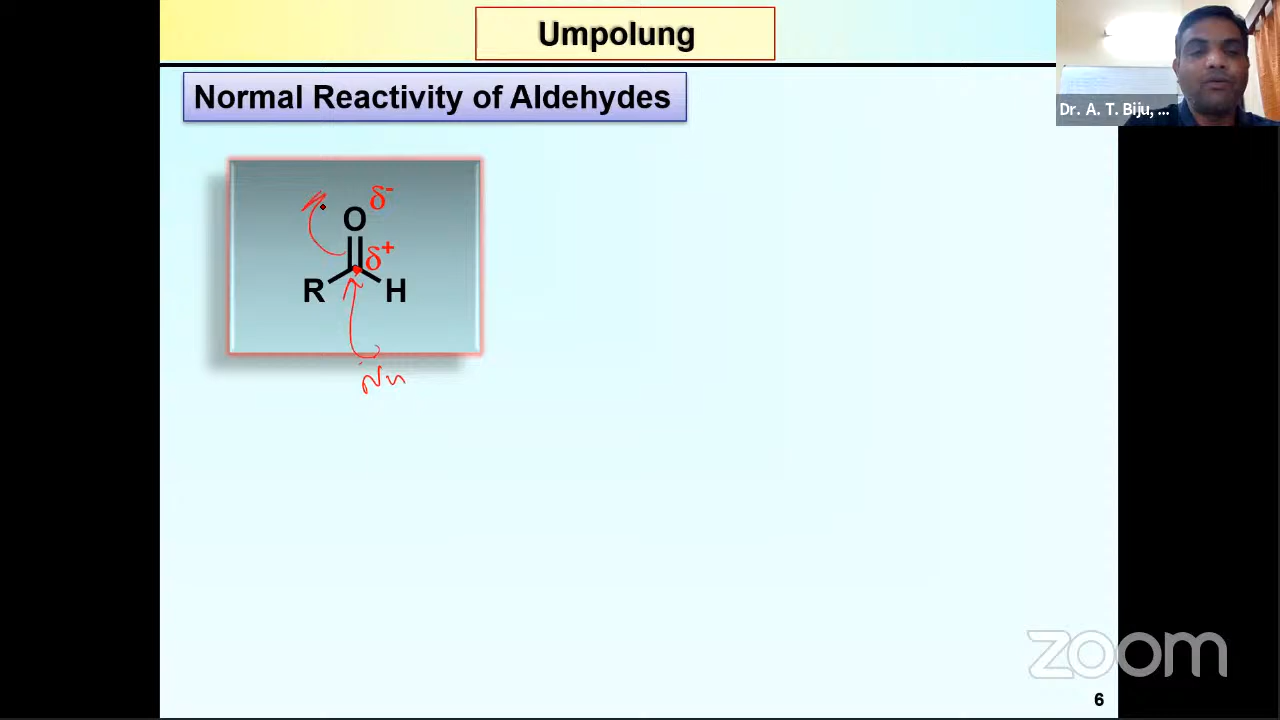 Umpolung
Normal Reactivity of Aldehydes
Dr. A. T. Biju, ...
O δ-
δ+
R H
Nu
zoom
6